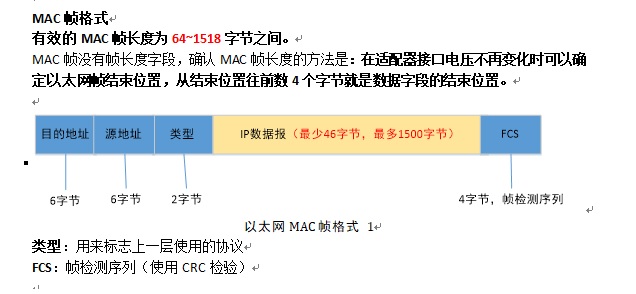 MAC 帧格式
有效的 MAC 帧长度为 64~1518 字节之间。
MAC 帧没有帧长度字段，确认 MAC 帧长度的方法是：在适配器接口电压不再变化时可以确
定以太网帧结束位置，从结束位置往前数 4 个字节就是数据字段的结束位置。
目的地址 源地址 类型 IP数据报（最少46字节，最多1500字节） FCS
6字节 6字节 2字节 4字节，帧检测序列
以太网 MAC 帧格式 1
类型：用来标志上一层使用的协议
FCS：帧检测序列（使用 CRC 检验）